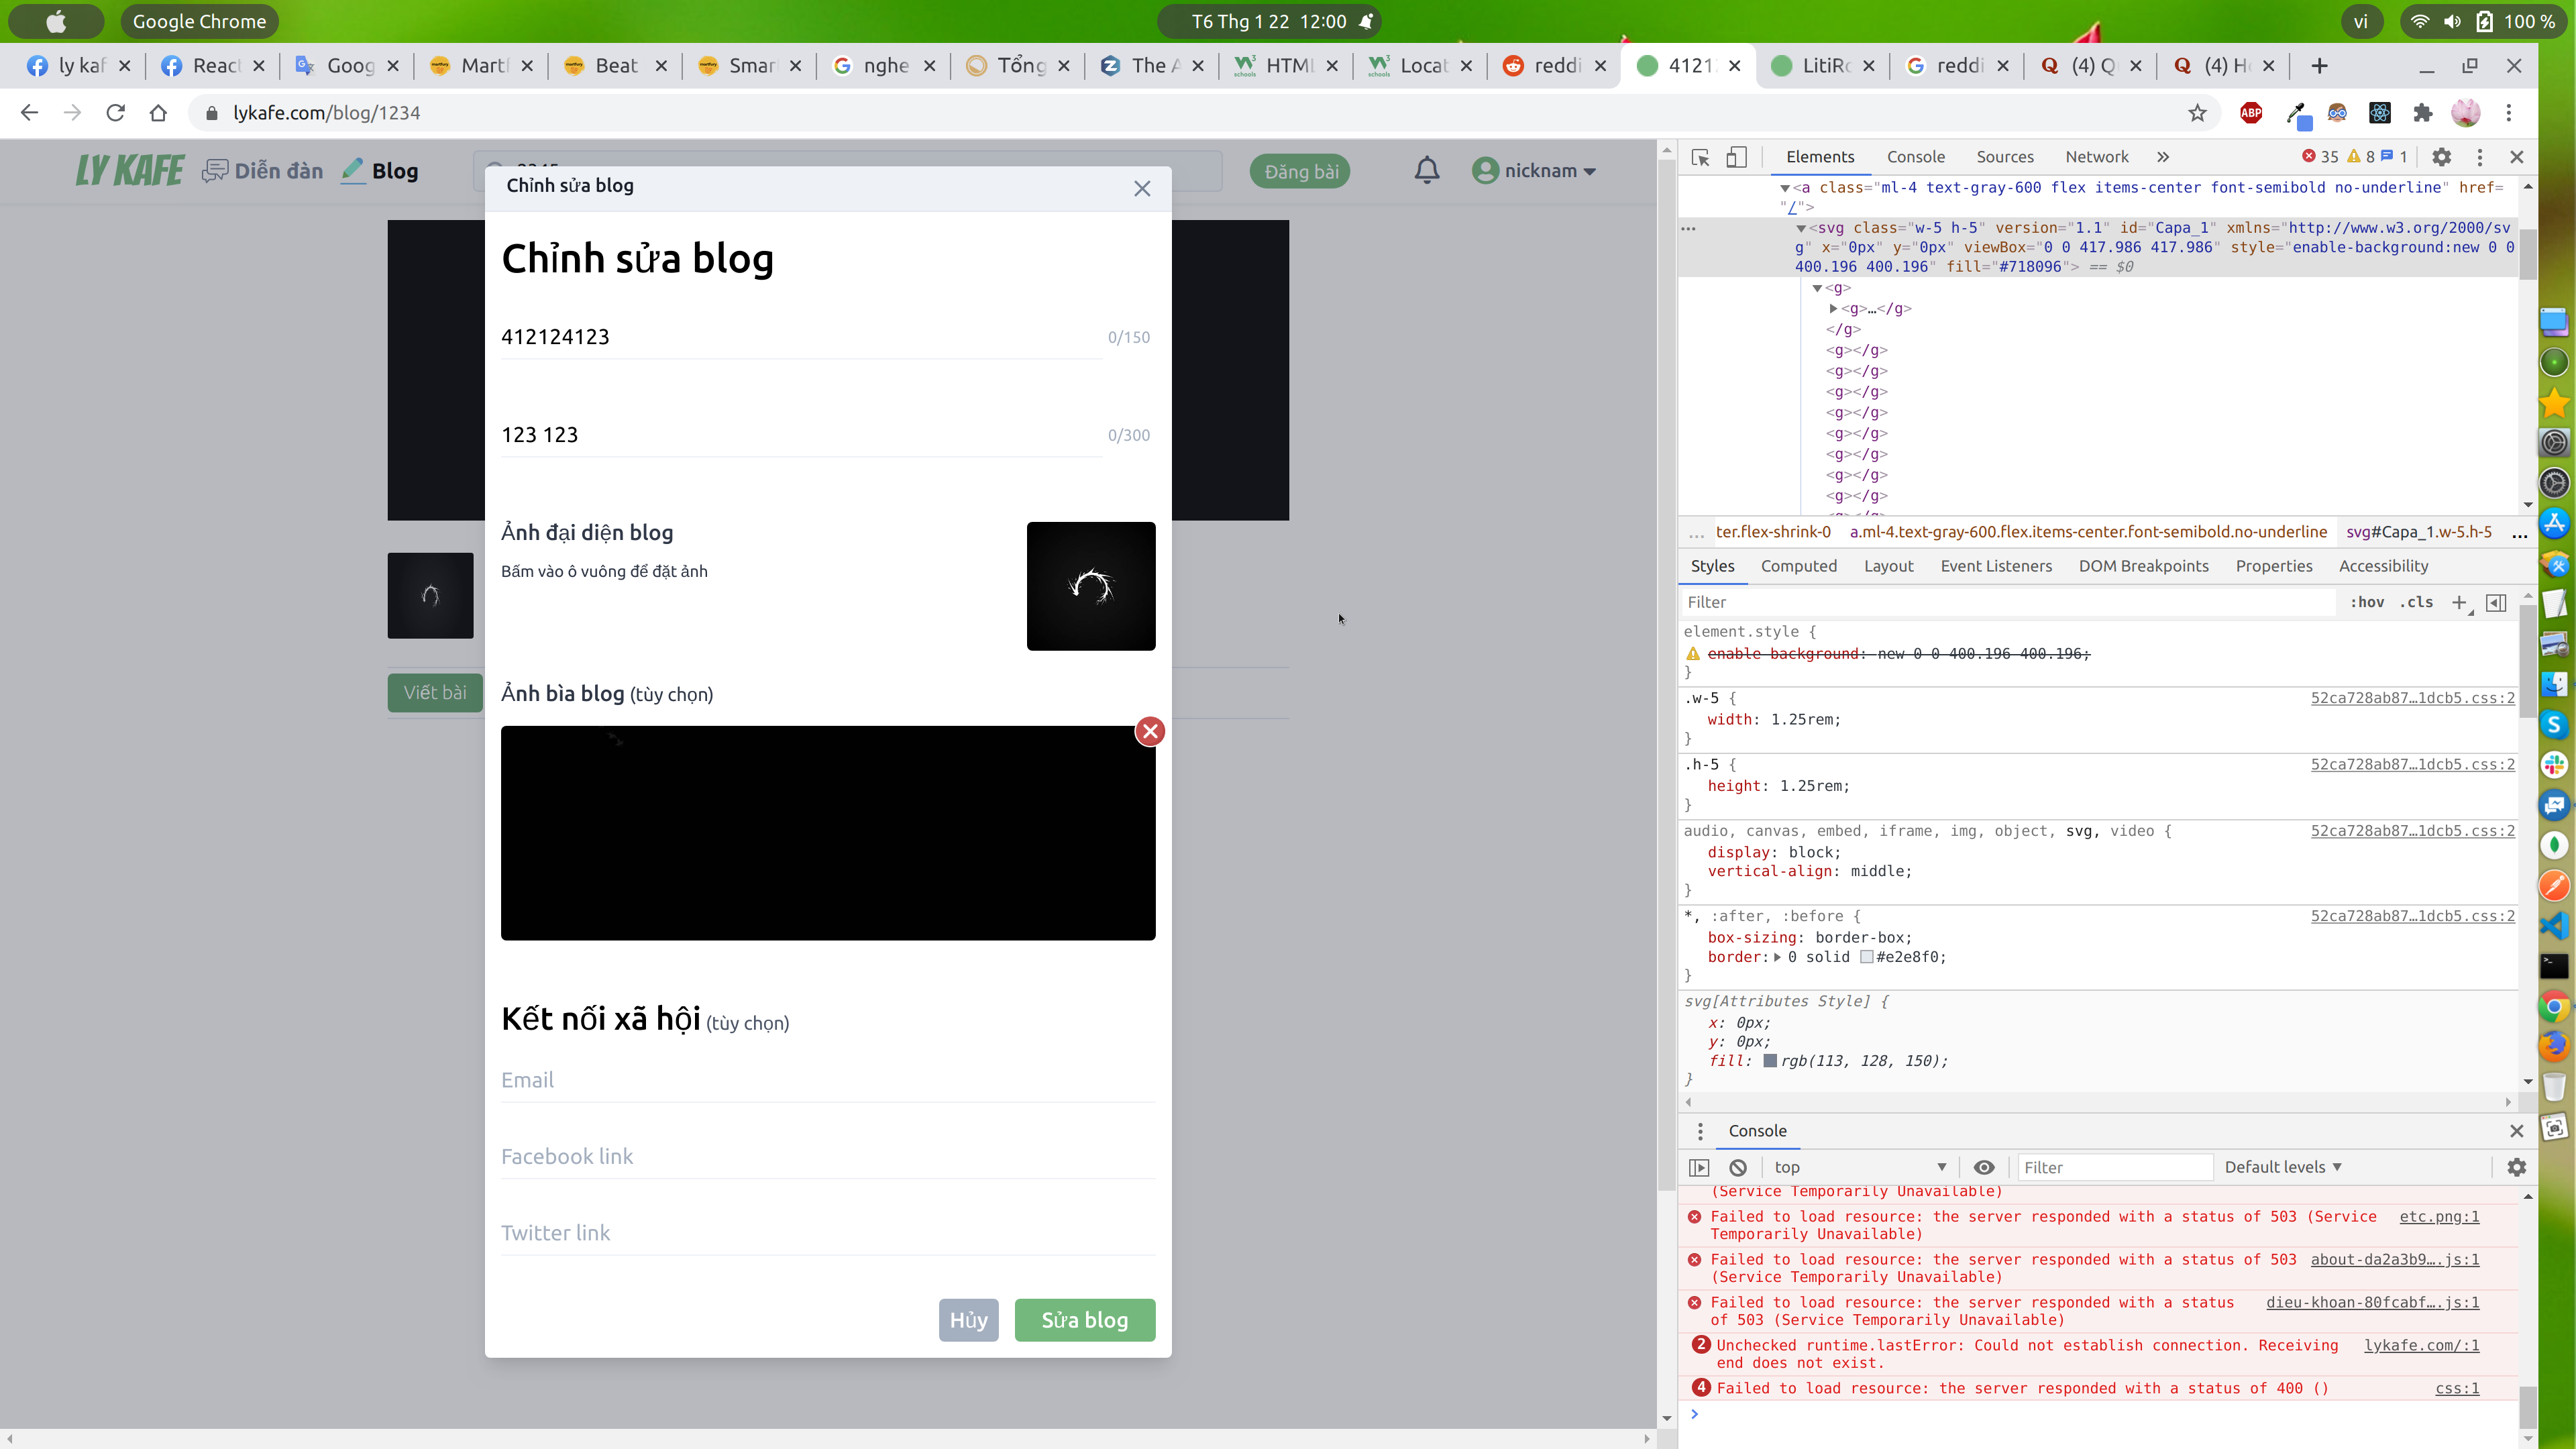 Google Chrome
T6 Thg 1 22 12:00
vi
100 %
ly kaf
React
Goog
Martf
Beat
Smar
nghe
Tổng
The A
HTML
Locat
reddi
4121
LitiRo
reddi
(4) Q
(4) H
lykafe.com/blog/1234
ABP
LY KAFE
Diễn đàn
Blog
Đăng bài
nicknam
Viết bài
Chỉnh sửa blog
Chỉnh sửa blog
412124123
0/150
123 123
0/300
Ảnh đại diện blog
Bấm vào ô vuông để đặt ảnh
Ảnh bìa blog (tùy chọn)
Kết nối xã hội (tùy chọn)
Email
Facebook link
Twitter link
Hủy
Sửa blog
Elements
Console
Sources
Network
35
8
1
<a class="ml-4 text-gray-600 flex items-center font-semibold no-underline" href=
"/">
<svg class="w-5 h-5" version="1.1" id="Capa_1" xmlns="http://www.w3.org/2000/sv
g" x="0px" y="0px" viewBox="0 0 417.986 417.986" style="enable-background:new 0 0
400.196 400.196" fill="#718096"> == $0
<g>
<g>…</g>
</g>
<g></g>
<g></g>
<g></g>
<g></g>
<g></g>
<g></g>
<g></g>
<g></g>
… ter.flex-shrink-0 a.ml-4.text-gray-600.flex.items-center.font-semibold.no-underline svg#Capa_1.w-5.h-5 …
Styles
Computed
Layout
Event Listeners
DOM Breakpoints
Properties
Accessibility
Filter
:hov .cls
element.style {
enable-background: new 0 0 400.196 400.196;
}
.w-5 {
52ca728ab87…1dcb5.css:2
width: 1.25rem;
}
.h-5 {
52ca728ab87…1dcb5.css:2
height: 1.25rem;
}
audio, canvas, embed, iframe, img, object, svg, video {
52ca728ab87…1dcb5.css:2
display: block;
vertical-align: middle;
}
*, :after, :before {
52ca728ab87…1dcb5.css:2
box-sizing: border-box;
border: 0 solid #e2e8f0;
}
svg[Attributes Style] {
x: 0px;
y: 0px;
fill: rgb(113, 128, 150);
}
Console
top
Filter
Default levels
(Service Temporarily Unavailable)
Failed to load resource: the server responded with a status of 503 (Service
etc.png:1
Temporarily Unavailable)
Failed to load resource: the server responded with a status of 503
about-da2a3b9….js:1
(Service Temporarily Unavailable)
Failed to load resource: the server responded with a status
dieu-khoan-80fcabf….js:1
of 503 (Service Temporarily Unavailable)
2
Unchecked runtime.lastError: Could not establish connection. Receiving
lykafe.com/:1
end does not exist.
4
Failed to load resource: the server responded with a status of 400 ()
css:1